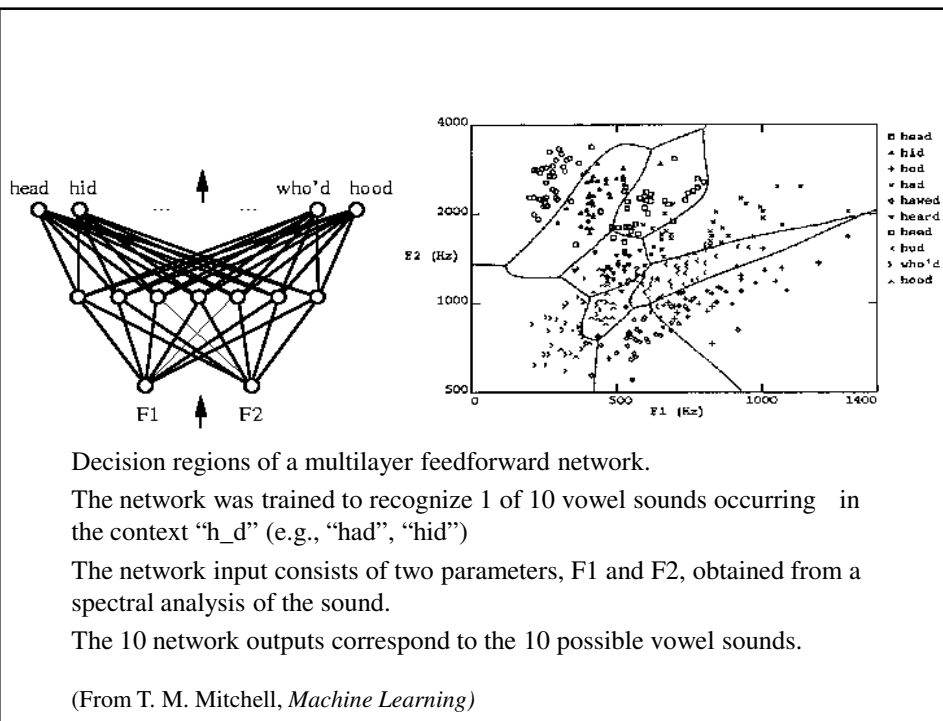 head hid ... ... who'd hood
F1 F2
4000
2000
F2 (Hz)
1000
500
0 500 1000 1400
F1 (Hz)
head
hid
hod
had
hawed
heard
heed
hud
who'd
hood
Decision regions of a multilayer feedforward network.
The network was trained to recognize 1 of 10 vowel sounds occurring in
the context “h_d” (e.g., “had”, “hid”)
The network input consists of two parameters, F1 and F2, obtained from a
spectral analysis of the sound.
The 10 network outputs correspond to the 10 possible vowel sounds.
(From T. M. Mitchell, Machine Learning)